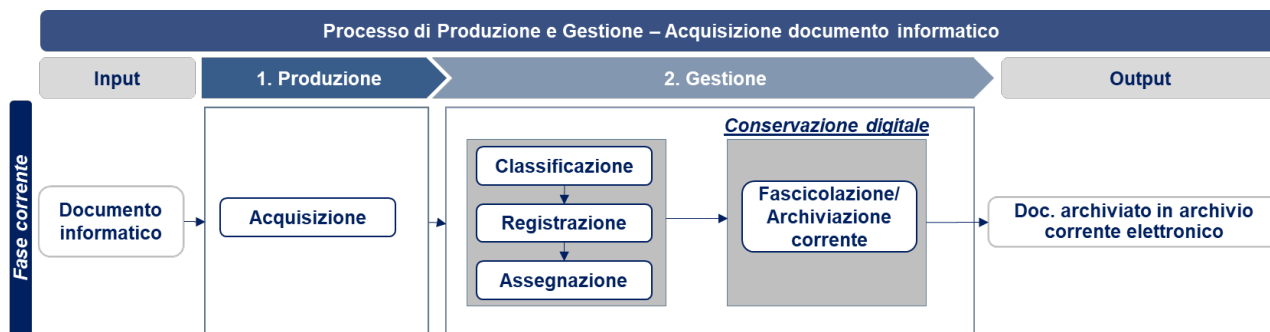 Processo di Produzione e Gestione – Acquisizione documento informatico
Input
1. Produzione
2. Gestione
Output
Fase corrente
Documento
informatico
Acquisizione
Classificazione
Registrazione
Assegnazione
Conservazione digitale
Fascicolazione/
Archiviazione
corrente
Doc. archiviato in archivio
corrente elettronico